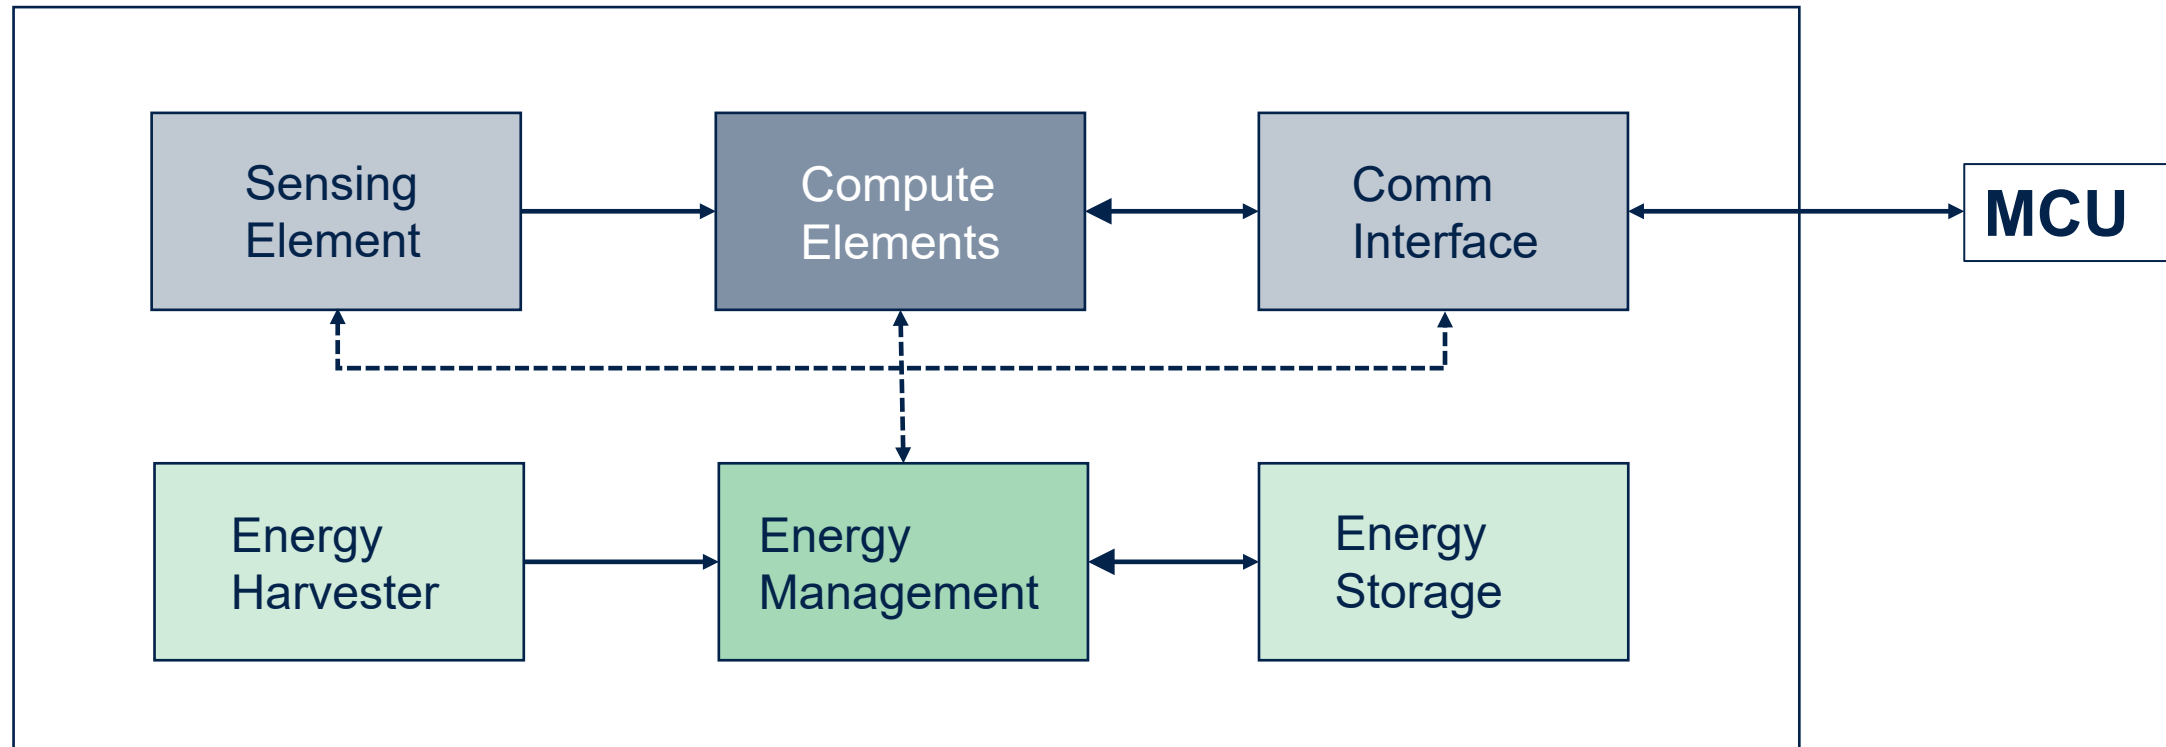 Sensing
Element
Compute
Elements
Comm
Interface
MCU
Energy
Harvester
Energy
Management
Energy
Storage